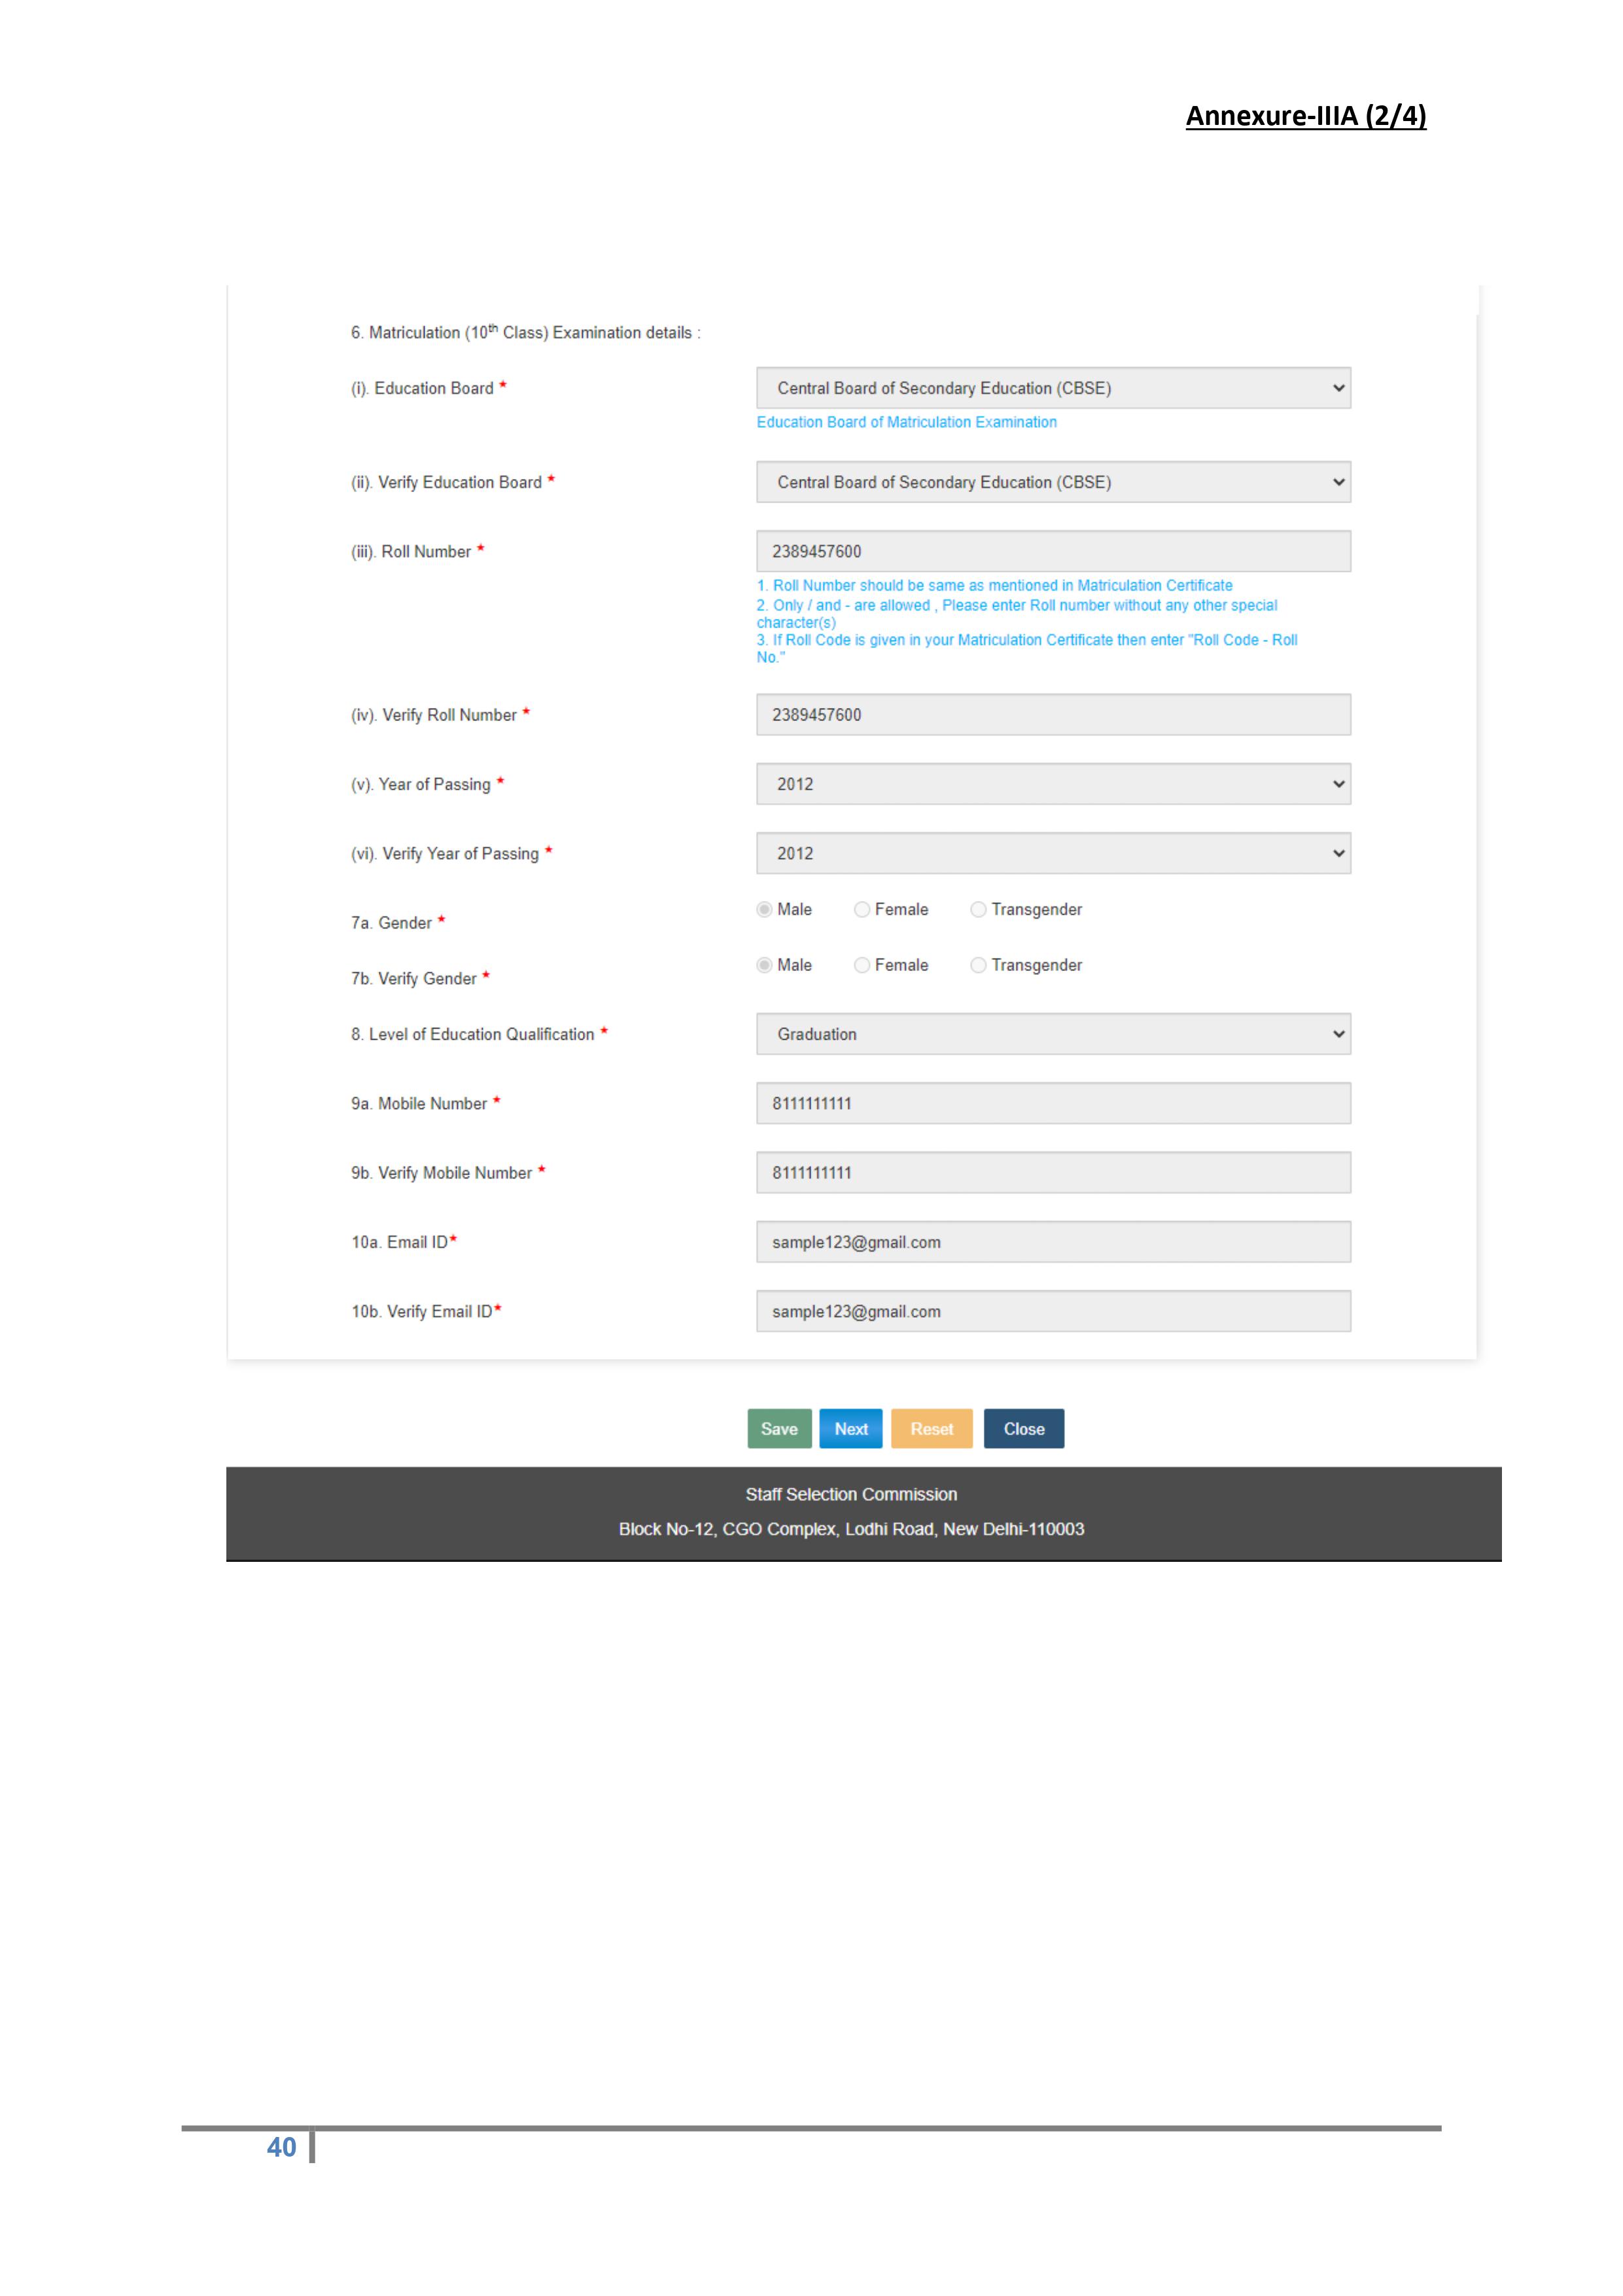 Annexure-IIIA (2/4)
6. Matriculation (10th Class) Examination details :
(i). Education Board *
Central Board of Secondary Education (CBSE)
Education Board of Matriculation Examination
(ii). Verify Education Board *
Central Board of Secondary Education (CBSE)
(iii). Roll Number *
2389457600
1. Roll Number should be same as mentioned in Matriculation Certificate
2. Only / and - are allowed , Please enter Roll number without any other special
character(s)
3. If Roll Code is given in your Matriculation Certificate then enter "Roll Code - Roll
No."
(iv). Verify Roll Number *
2389457600
(v). Year of Passing *
2012
(vi). Verify Year of Passing *
2012
7a. Gender *
Male Female Transgender
7b. Verify Gender *
Male Female Transgender
8. Level of Education Qualification *
Graduation
9a. Mobile Number *
8111111111
9b. Verify Mobile Number *
8111111111
10a. Email ID*
sample123@gmail.com
10b. Verify Email ID*
sample123@gmail.com
Save Next Reset Close
Staff Selection Commission
Block No-12, CGO Complex, Lodhi Road, New Delhi-110003
40